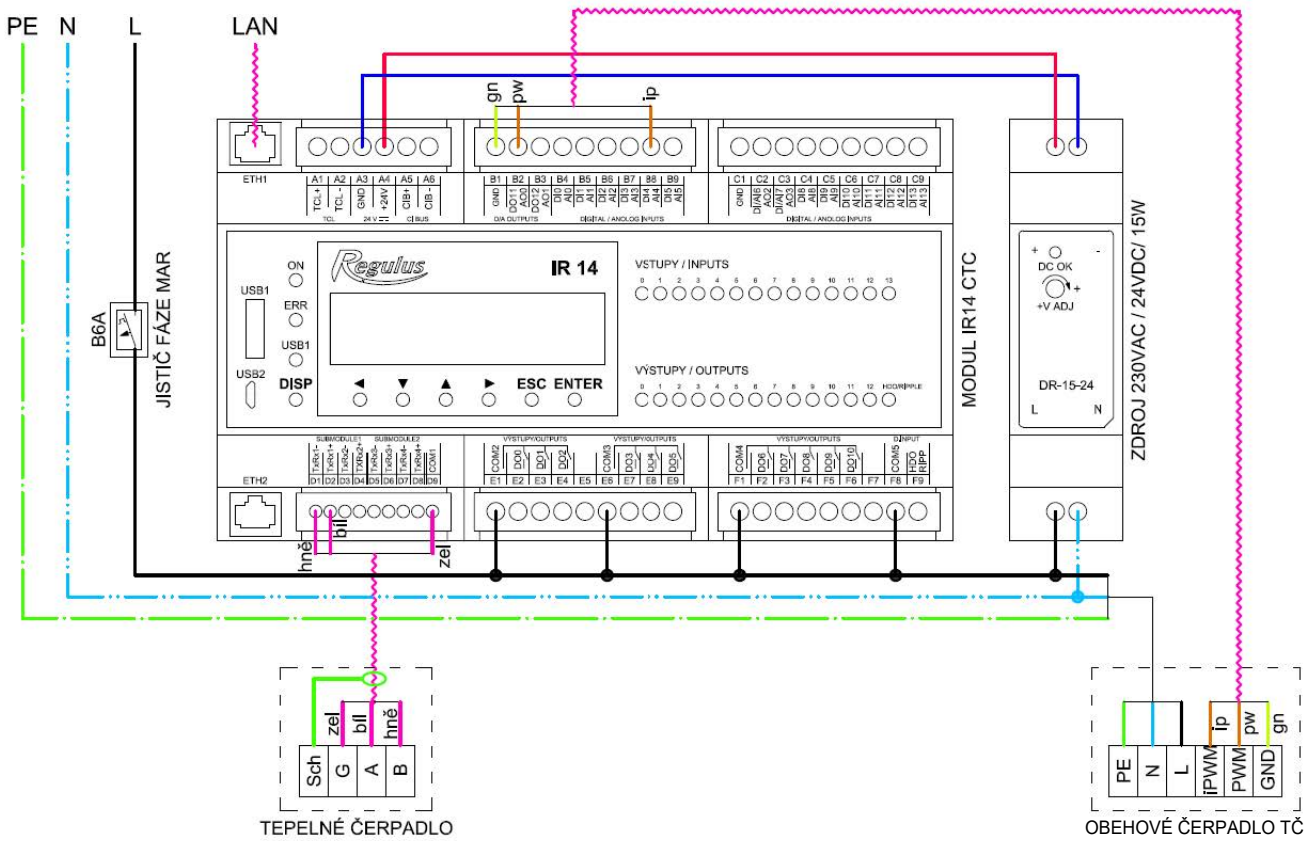 PE N L LAN
gn pw ip
ETH1
A1 A2 A3 A4 A5 A6
TCL+ TCL - GND +24V CIB+ CIB -
TCL 24 V CIBUS
B1 B2 B3 B4 B5 B6 B7 B8 B9
GND DO11 AO0 DO12 AO1 DI0 AI0 DI1 AI1 DI2 AI2 DI3 AI3 DI4 AI4 DI5 AI5
D/A OUTPUTS DIGITAL / ANOLOG INPUTS
C1 C2 C3 C4 C5 C6 C7 C8 C9
GND DI/AI6 AO2 DI/AI7 AO3 DI8 AI8 DI9 AI9 DI10 AI10 DI11 AI11 DI12 AI12 DI13 AI13
DIGITAL / ANOLOG INPUTS
Regulus IR 14
ON
ERR
USB1
USB1
USB2
DISP
ESC ENTER
VSTUPY / INPUTS
0 1 2 3 4 5 6 7 8 9 10 11 12 13
VÝSTUPY / OUTPUTS
0 1 2 3 4 5 6 7 8 9 10 11 12 HDO/RIPPLE
B6A
JISTIČ FÁZE MAR
MODUL IR14 CTC
+ -
DC OK
+
+V ADJ
DR-15-24
L N
ZDROJ 230VAC / 24VDC/ 15W
ETH2
SUBMODULE1 SUBMODULE2
TxRx1- TxRx1+ TxRx2- TXRx2+ TxRx3- TxRx3+ TxRx4- TxRx4+ COM1
D1 D2 D3 D4 D5 D6 D7 D8 D9
VÝSTUPY/OUTPUTS VÝSTUPY/OUTPUTS
COM2 DO0 DO1 DO2 COM3 DO3 DO4 DO5
E1 E2 E3 E4 E5 E6 E7 E8 E9
VÝSTUPY/OUTPUTS D.INPUT
COM4 DO6 DO7 DO8 DO9 DO10 COM5 HDO RIPP
F1 F2 F3 F4 F5 F6 F7 F8 F9
hně bíl zel
zel bíl hně
Sch G A B
TEPELNÉ ČERPADLO
ip pw gn
PE N L iPWM PWM GND
OBEHOVÉ ČERPADLO TČ